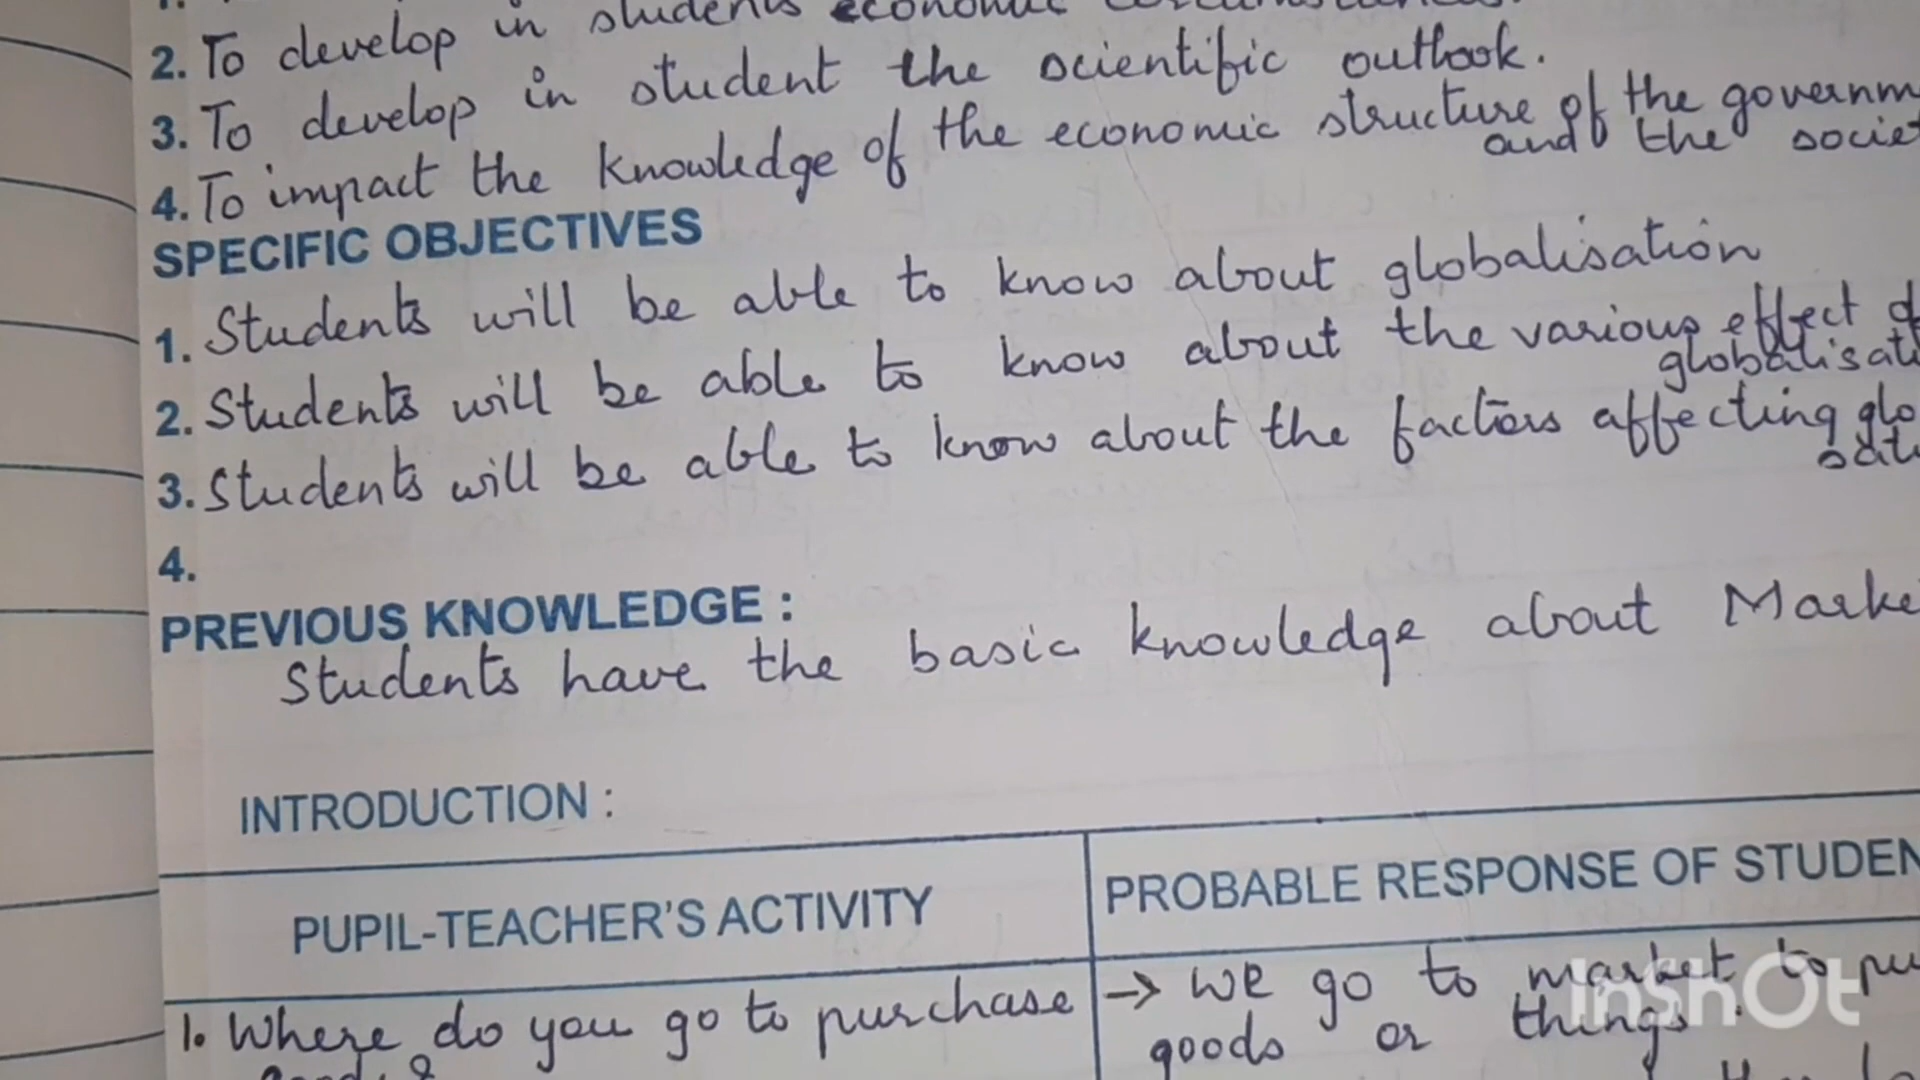 2. To develop in students economic
3. To develop in student the scientific outlook.
4. To impact the knowledge of the economic structure of the governm
and the societ
SPECIFIC OBJECTIVES
1. Students will be able to know about globalisation
2. Students will be able to know about the various effect of
globalisati
3. Students will be able to know about the factors affecting glo
sati
4.
PREVIOUS KNOWLEDGE :
Students have the basic knowledge about Marke
INTRODUCTION :
PUPIL-TEACHER'S ACTIVITY
PROBABLE RESPONSE OF STUDEN
1. Where do you go to purchase
→ We go to market to pu
goods or things.
InShOt